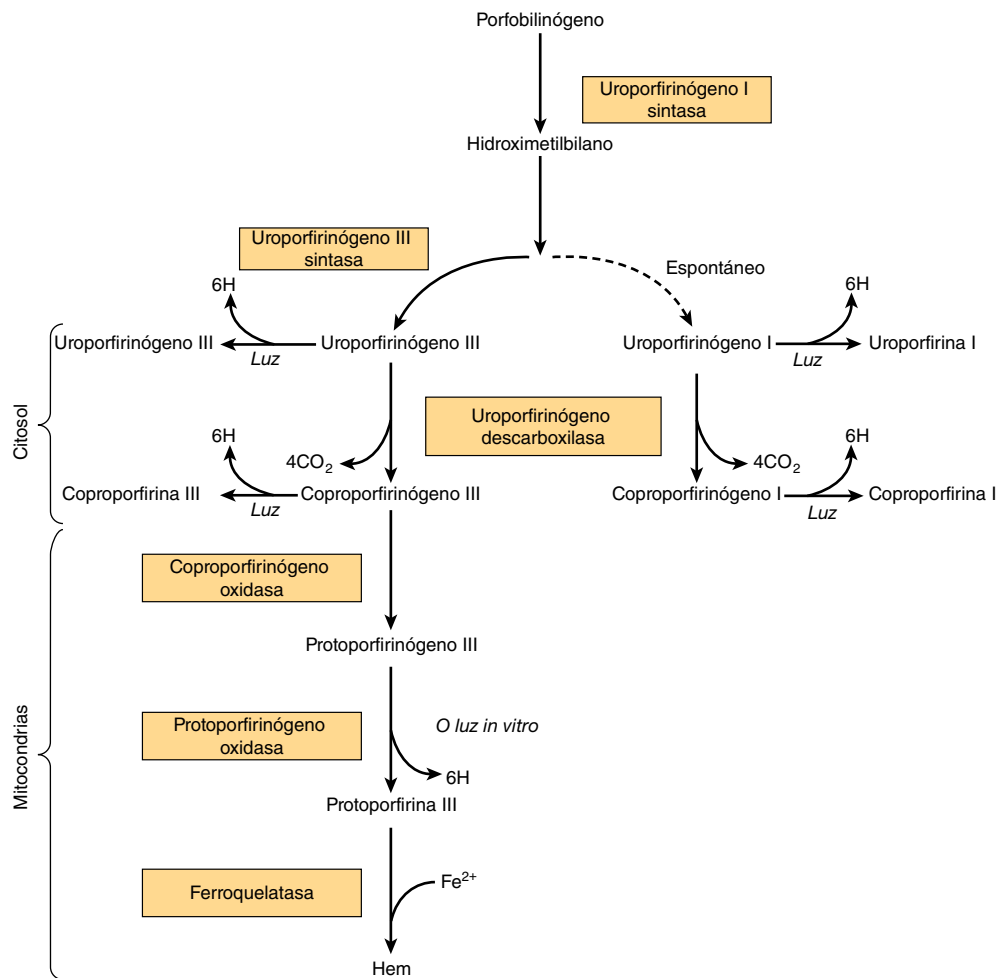 Porfobilinógeno
Uroporfirinógeno I
sintasa
Hidroximetilbilano
Uroporfirinógeno III
sintasa
Espontáneo
6H
6H
Uroporfirinógeno III
Luz
Uroporfirinógeno III
Uroporfirinógeno I
Luz
Uroporfirina I
Citosol
Uroporfirinógeno
descarboxilasa
6H
4CO₂
4CO₂
6H
Coproporfirina III
Luz
Coproporfirinógeno III
Coproporfirinógeno I
Luz
Coproporfirina I
Mitocondrias
Coproporfirinógeno
oxidasa
Protoporfirinógeno III
Protoporfirinógeno
oxidasa
O luz in vitro
6H
Protoporfirina III
Ferroquelatasa
Fe²⁺
Hem